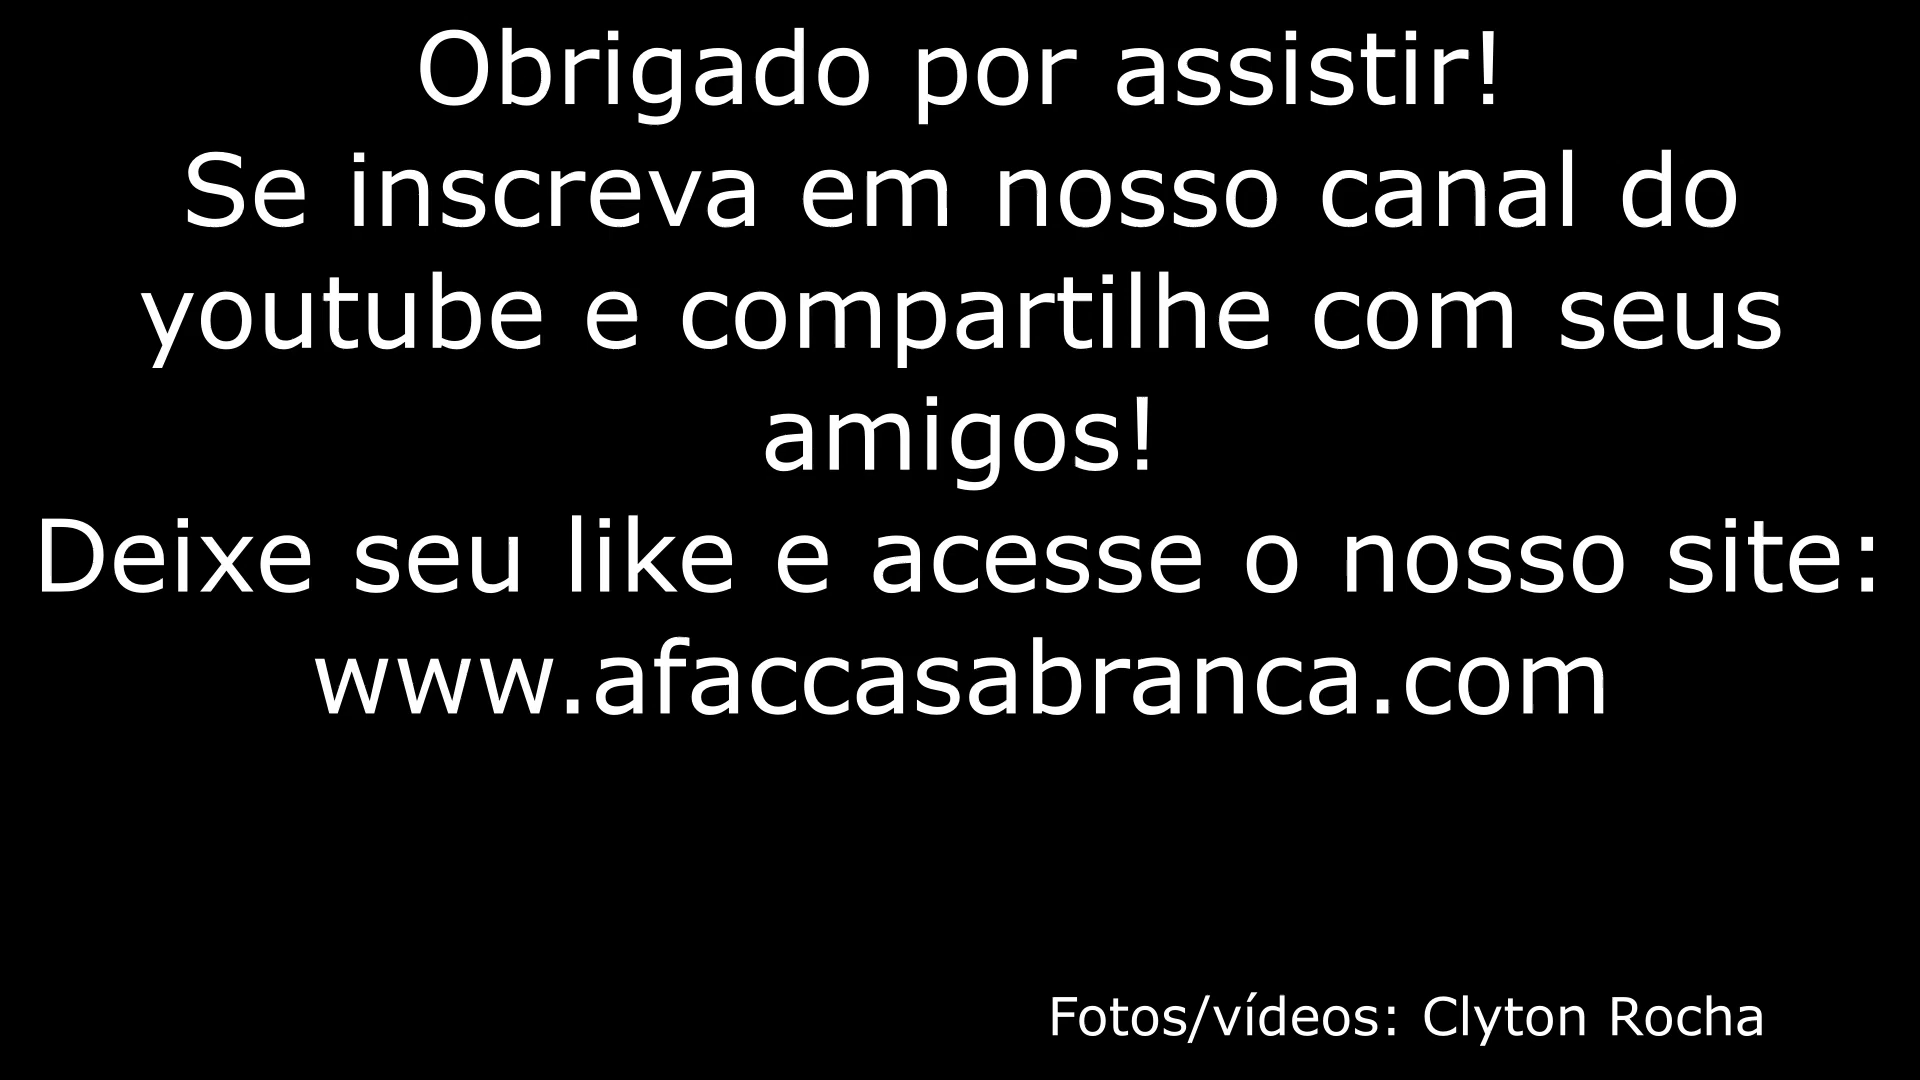 Obrigado por assistir!
Se inscreva em nosso canal do
youtube e compartilhe com seus
amigos!
Deixe seu like e acesse o nosso site:
www.afaccasabranca.com
Fotos/vídeos: Clyton Rocha